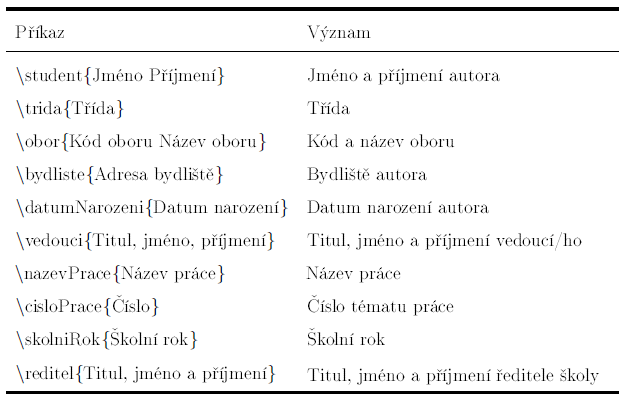 Příkaz Význam
\student{Jméno Příjmení} Jméno a příjmení autora
\trida{Třída} Třída
\obor{Kód oboru Název oboru} Kód a název oboru
\bydliste{Adresa bydliště} Bydliště autora
\datumNarozeni{Datum narození} Datum narození autora
\vedouci{Titul, jméno, příjmení} Titul, jméno a příjmení vedoucí/ho
\nazevPrace{Název práce} Název práce
\cisloPrace{Číslo} Číslo tématu práce
\skolniRok{Školní rok} Školní rok
\reditel{Titul, jméno a příjmení} Titul, jméno a příjmení ředitele školy